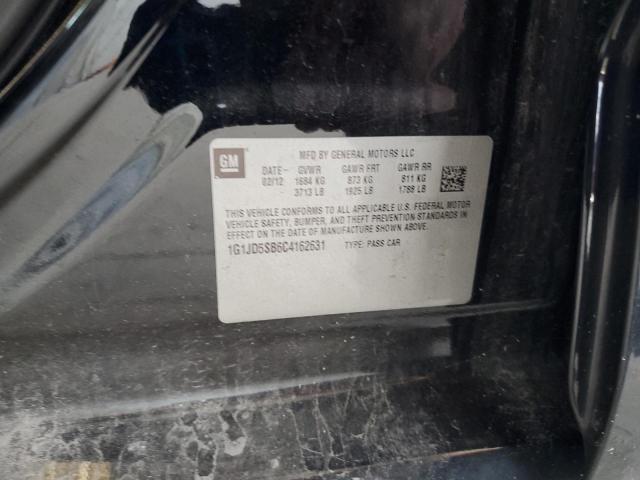 GM
MFD BY GENERAL MOTORS LLC
DATE- GVWR GAWR FRT GAWR RR
02/12 1684 KG 873 KG 811 KG
3713 LB 1925 LB 1788 LB
THIS VEHICLE CONFORMS TO ALL APPLICABLE U.S. FEDERAL MOTOR
VEHICLE SAFETY, BUMPER, AND THEFT PREVENTION STANDARDS IN
EFFECT ON THE DATE OF MANUFACTURE SHOWN ABOVE.
1G1JD5SB6C4162631 TYPE: PASS CAR